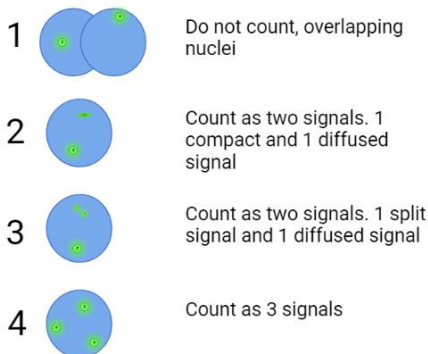 1
Do not count, overlapping
nuclei
2
Count as two signals. 1
compact and 1 diffused
signal
3
Count as two signals. 1 split
signal and 1 diffused signal
4
Count as 3 signals